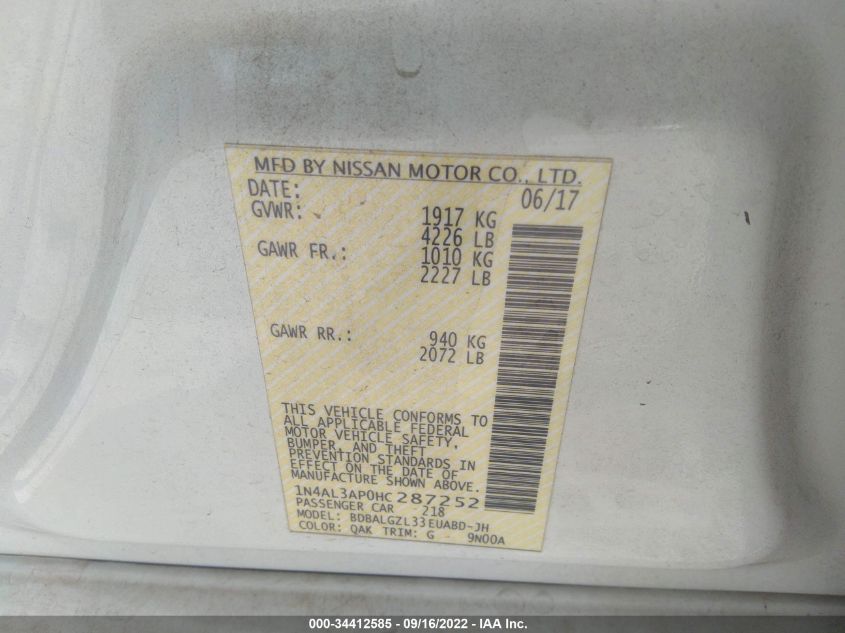 MFD BY NISSAN MOTOR CO., LTD.
DATE: 06/17
GVWR: 1917 KG
4226 LB
GAWR FR.: 1010 KG
2227 LB
GAWR RR.: 940 KG
2072 LB
THIS VEHICLE CONFORMS TO
ALL APPLICABLE FEDERAL
MOTOR VEHICLE SAFETY,
BUMPER, AND THEFT
PREVENTION STANDARDS IN
EFFECT ON THE DATE OF
MANUFACTURE SHOWN ABOVE.
1N4AL3AP0HC287252
PASSENGER CAR 218
MODEL: BDBALGZL33EUABD-JH
COLOR: QAK TRIM: G 9N00A
000-34412585 - 09/16/2022 - IAA Inc.